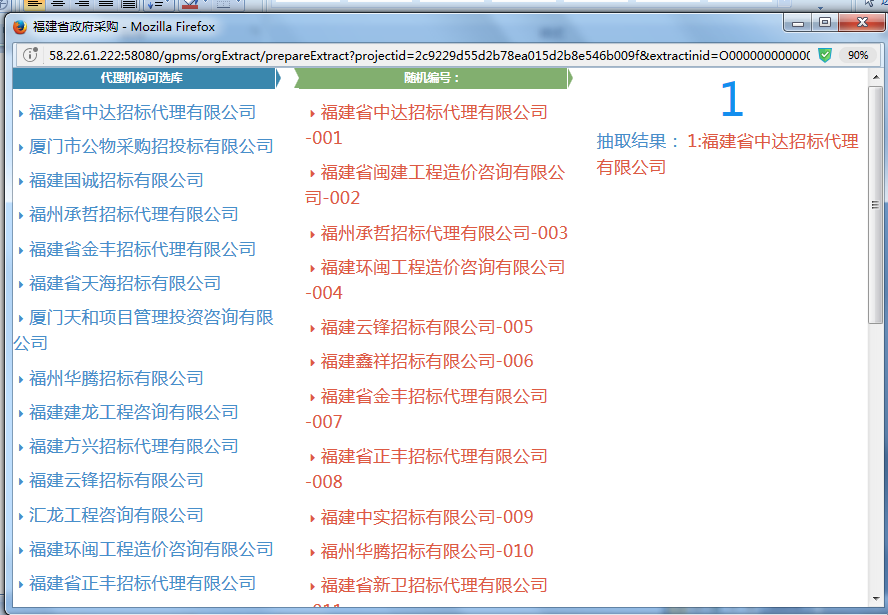 福建省政府采购 - Mozilla Firefox
58.22.61.222:58080/gpms/orgExtract/prepareExtract?projectid=2c9229d55d2b78ea015d2b8e546b009f&extractinid=O00000000000
90%
代理机构可选库
福建省中达招标代理有限公司
厦门市公物采购招投标有限公司
福建国诚招标有限公司
福州承哲招标代理有限公司
福建省金丰招标代理有限公司
福建省天海招标有限公司
厦门天和项目管理投资咨询有限
公司
福州华腾招标有限公司
福建建龙工程咨询有限公司
福建方兴招标代理有限公司
福建云锋招标有限公司
汇龙工程咨询有限公司
福建环闽工程造价咨询有限公司
福建省正丰招标代理有限公司
随机编号：
福建省中达招标代理有限公司
-001
福建省闽建工程造价咨询有限公
司-002
福州承哲招标代理有限公司-003
福建环闽工程造价咨询有限公司
-004
福建云锋招标有限公司-005
福建鑫祥招标有限公司-006
福建省金丰招标代理有限公司
-007
福建省正丰招标代理有限公司
-008
福建中实招标有限公司-009
福州华腾招标有限公司-010
福建省新卫招标代理有限公司
-011
1
抽取结果： 1:福建省中达招标代理
有限公司